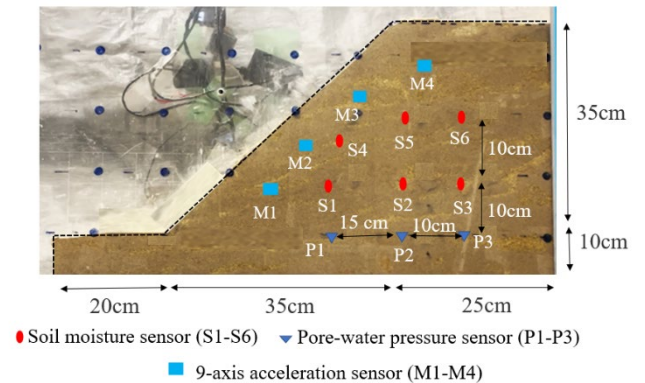 M4
M3
S5
S6
35cm
M2
S4
10cm
M1
S1
S2
S3
10cm
15 cm
10cm
P1
P2
P3
10cm
20cm
35cm
25cm
Soil moisture sensor (S1-S6)
Pore-water pressure sensor (P1-P3)
9-axis acceleration sensor (M1-M4)